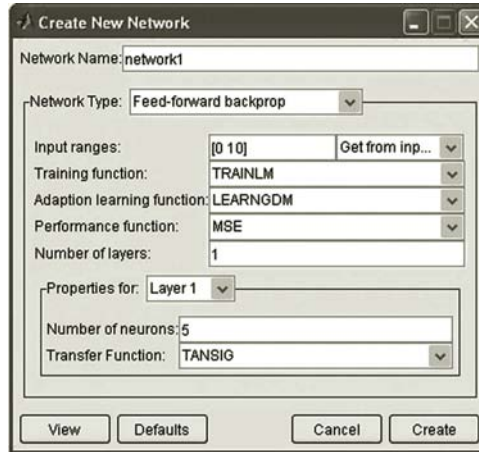 Create New Network
Network Name: network1
Network Type: Feed-forward backprop
Input ranges: [0 10] Get from inp...
Training function: TRAINLM
Adaption learning function: LEARNGDM
Performance function: MSE
Number of layers: 1
Properties for: Layer 1
Number of neurons: 5
Transfer Function: TANSIG
View Defaults Cancel Create